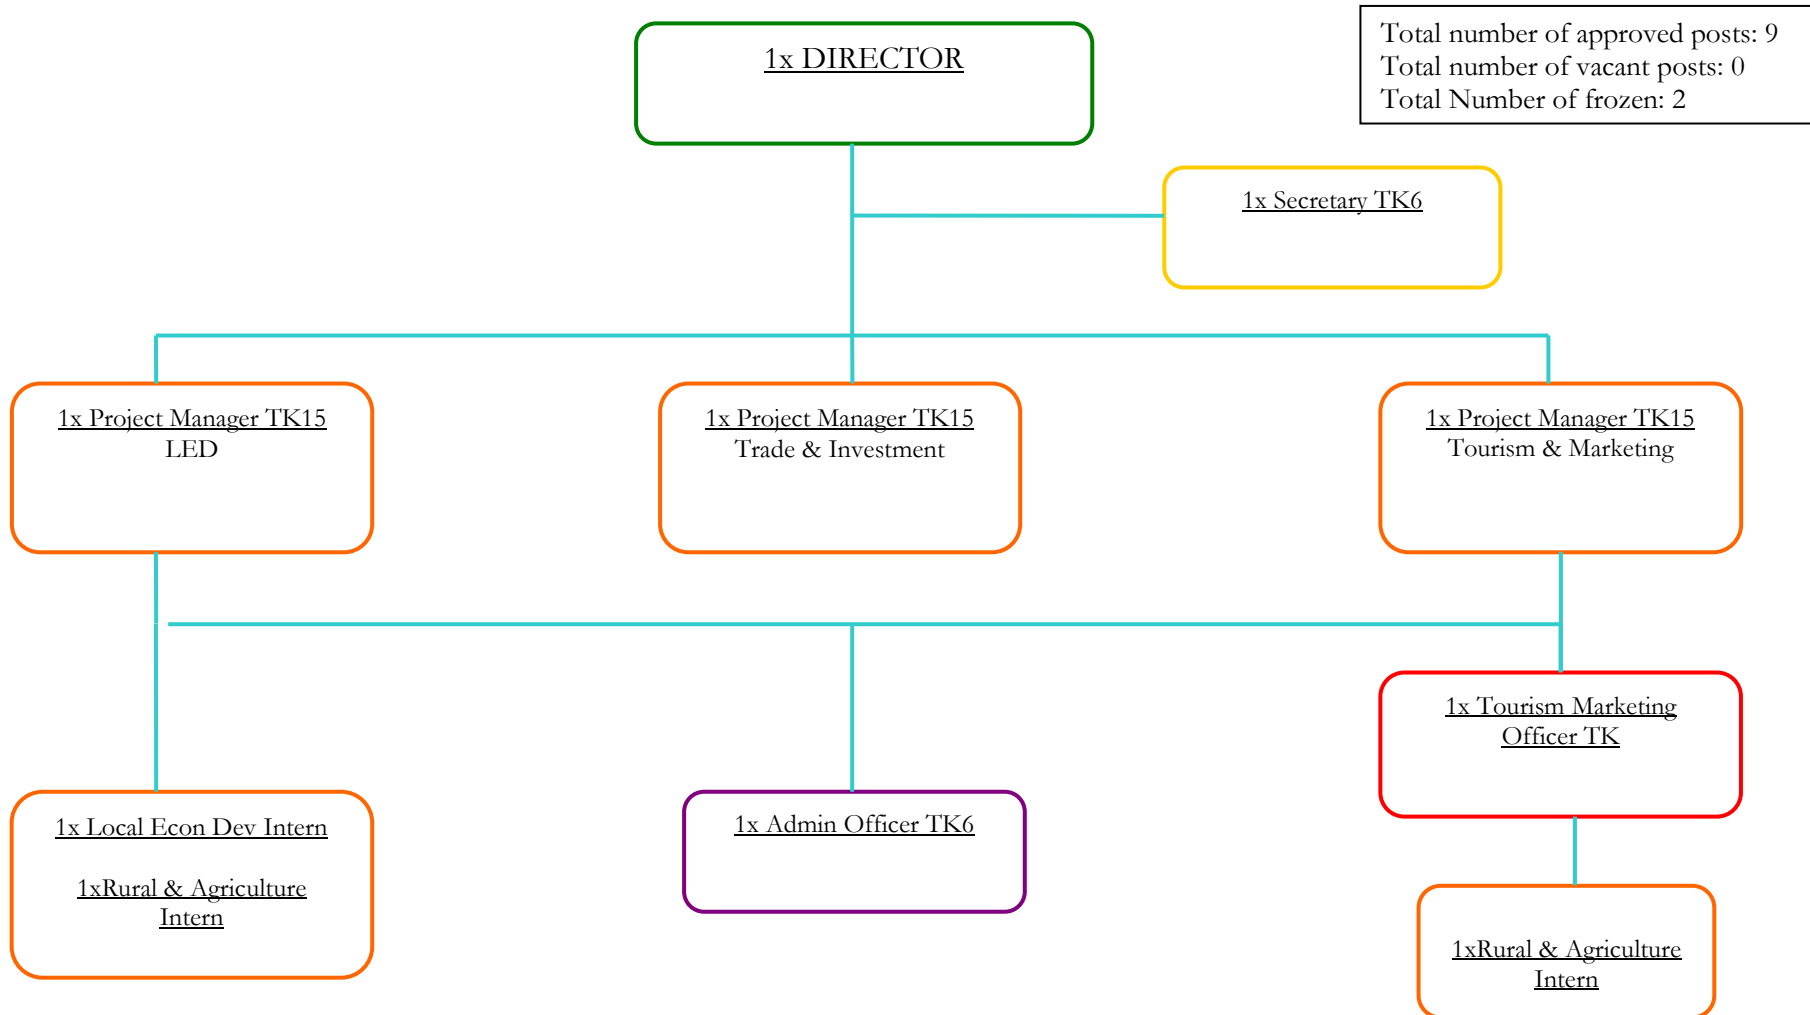 1x DIRECTOR
Total number of approved posts: 9
Total number of vacant posts: 0
Total Number of frozen: 2
1x Secretary TK6
1x Project Manager TK15
LED
1x Project Manager TK15
Trade & Investment
1x Project Manager TK15
Tourism & Marketing
1x Tourism Marketing
Officer TK
1x Local Econ Dev Intern
1xRural & Agriculture
Intern
1x Admin Officer TK6
1xRural & Agriculture
Intern